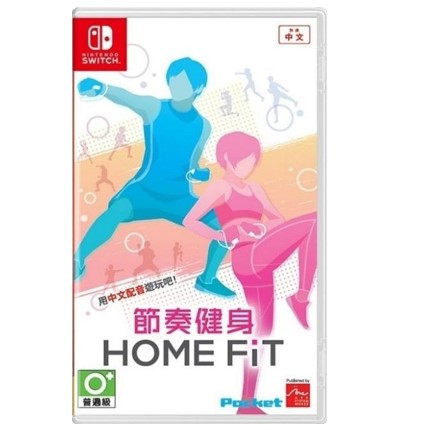 NINTENDO
SWITCH
中文
用中文配音遊玩吧!
節奏健身
HOME FiT
普遍級
Pocket
Published by